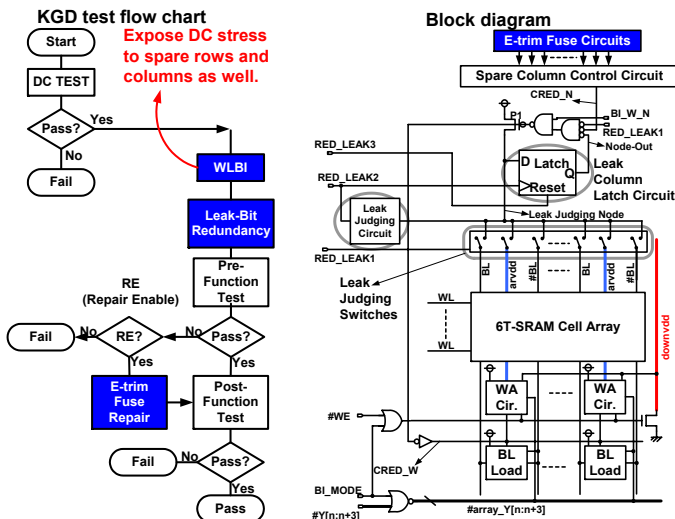 KGD test flow chart
Start
Expose DC stress
to spare rows and
columns as well.
DC TEST
Pass?
Yes
No
Fail
WLBI
Leak-Bit
Redundancy
Pre-
Function
Test
RE
(Repair Enable)
Fail
No
RE?
No
Pass?
Yes
Yes
E-trim
Fuse
Repair
Post-
Function
Test
Fail
No
Pass?
Yes
Pass
Block diagram
E-trim Fuse Circuits
Spare Column Control Circuit
CRED_N
P1
BI_W_N
RED_LEAK1
Node-Out
RED_LEAK3
D Latch
Q
Reset
Leak
Column
Latch Circuit
RED_LEAK2
Leak
Judging
Circuit
Leak Judging Node
RED_LEAK1
BL
arvdd
#BL
BL
arvdd
#BL
Leak
Judging
Switches
WL
WL
6T-SRAM Cell Array
downvdd
WA
Cir.
WA
Cir.
#WE
BL
Load
BL
Load
CRED_W
BI_MODE
#Y[n:n+3]
#array_Y[n:n+3]